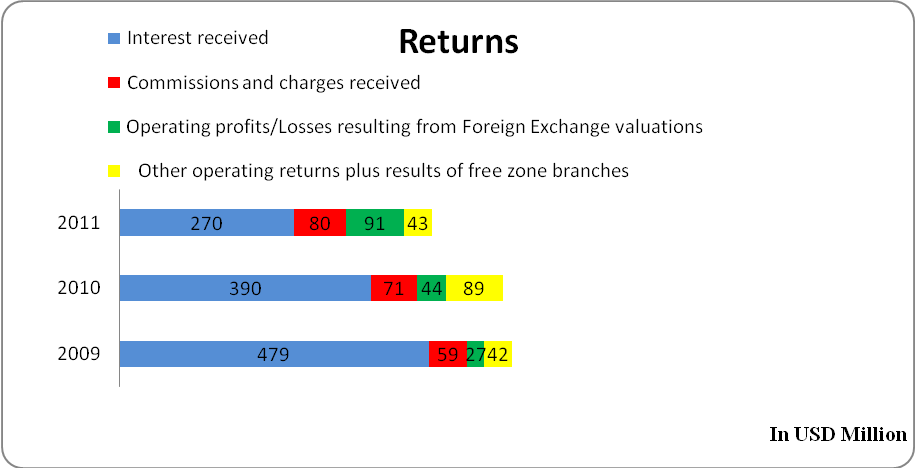 Returns
Interest received
Commissions and charges received
Operating profits/Losses resulting from Foreign Exchange valuations
Other operating returns plus results of free zone branches
2011 270 80 91 43
2010 390 71 44 89
2009 479 59 27 42
In USD Million